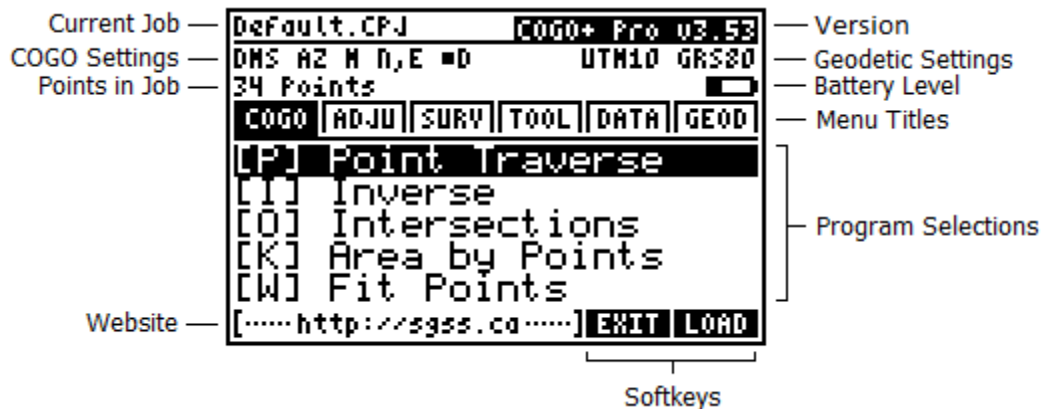 Current Job
COGO Settings
Points in Job
Website
Default.CPJ COGO+ Pro v3.53
DMS AZ M n,E ■D UTM10 GRS80
34 Points
COGO ADJU SURV TOOL DATA GEOD
[P] Point Traverse
[I] Inverse
[O] Intersections
[K] Area by Points
[W] Fit Points
[······http://sgss.ca······] EXIT LOAD
Version
Geodetic Settings
Battery Level
Menu Titles
Program Selections
Softkeys